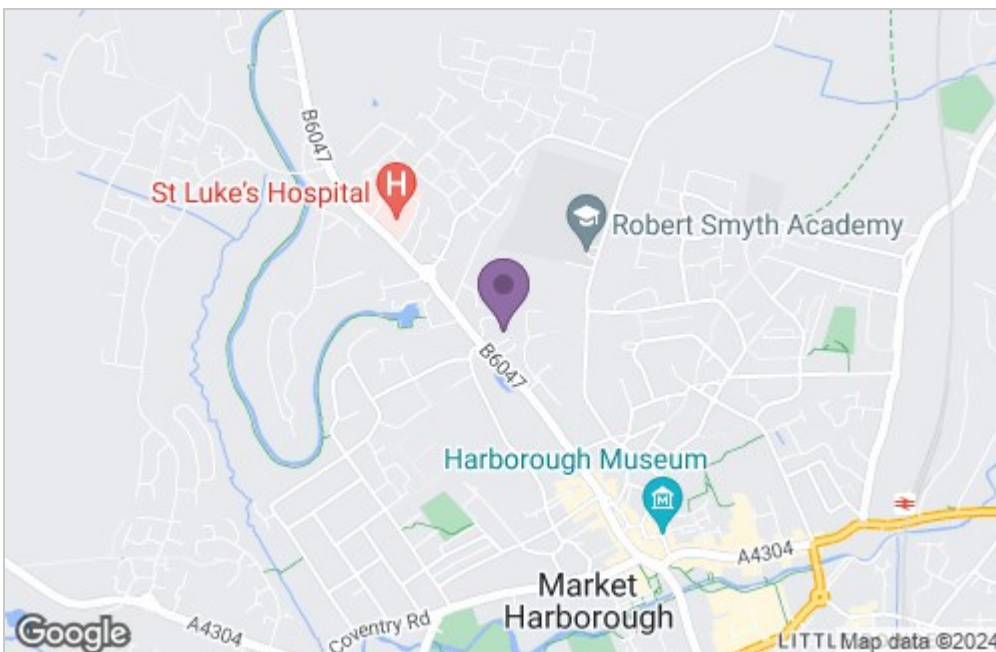 B6047
St Luke's Hospital
H
Robert Smyth Academy
B6047
Harborough Museum
M
A4304
Market
Harborough
A4304
Coventry Rd
Google
LITTL
Map data ©2024